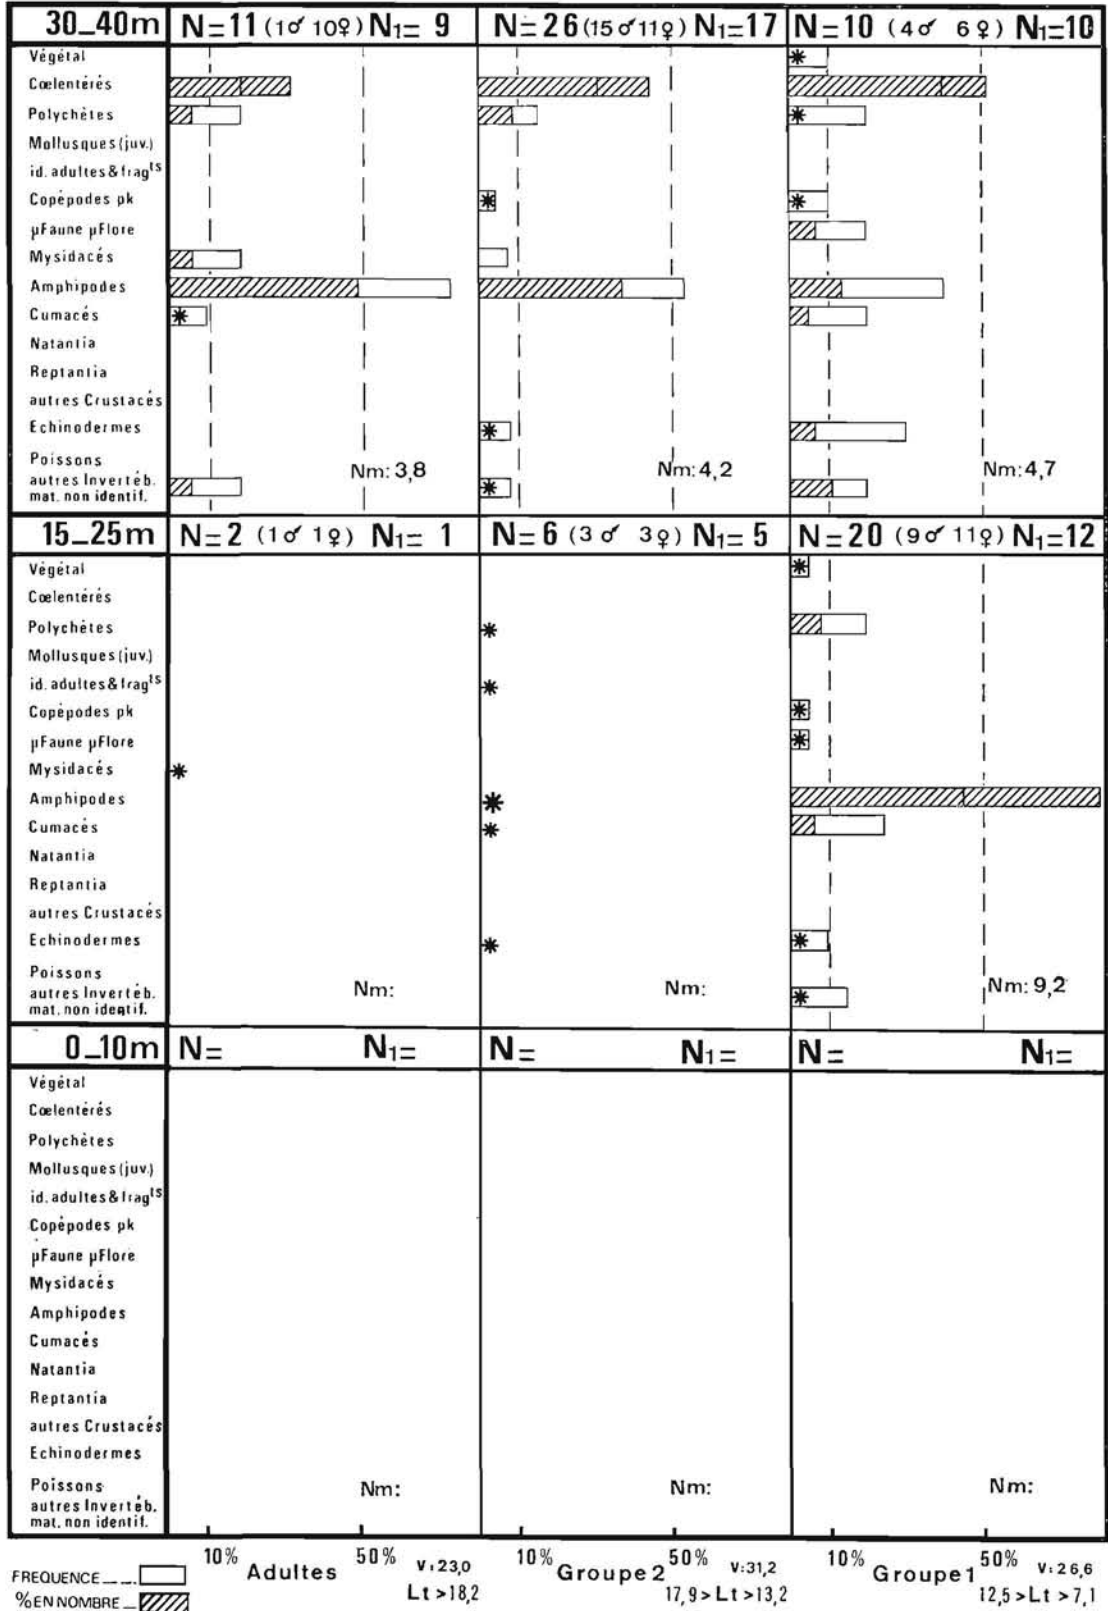 30_40m N=11 (1♂ 10♀) N1= 9 N=26 (15♂ 11♀) N1=17 N=10 (4♂ 6♀) N1=10
Végétal
Cœlentérés
Polychètes
Mollusques (juv.)
id. adultes & fragts
Copépodes pk
µFaune µFlore
Mysidacés
Amphipodes
Cumacés
Natantia
Reptantia
autres Crustacés
Echinodermes
Poissons
autres Invertéb. Nm: 3,8 Nm: 4,2 Nm: 4,7
mat. non identif.
15_25m N=2 (1♂ 1♀) N1= 1 N=6 (3♂ 3♀) N1= 5 N=20 (9♂ 11♀) N1=12
Végétal
Cœlentérés
Polychètes
Mollusques (juv.)
id. adultes & fragts
Copépodes pk
µFaune µFlore
Mysidacés
Amphipodes
Cumacés
Natantia
Reptantia
autres Crustacés
Echinodermes
Poissons
autres Invertéb. Nm: Nm: Nm: 9,2
mat. non identif.
0_10m N= N1= N= N1= N= N1=
Végétal
Cœlentérés
Polychètes
Mollusques (juv.)
id. adultes & fragts
Copépodes pk
µFaune µFlore
Mysidacés
Amphipodes
Cumacés
Natantia
Reptantia
autres Crustacés
Echinodermes
Poissons Nm: Nm: Nm:
autres Invertéb.
mat. non identif.
10% 50% 10% 50% 10% 50%
FREQUENCE Adultes V:23,0 Groupe 2 V:31,2 Groupe 1 V:26,6
% EN NOMBRE Lt >18,2 17,9 > Lt >13,2 12,5 > Lt > 7,1